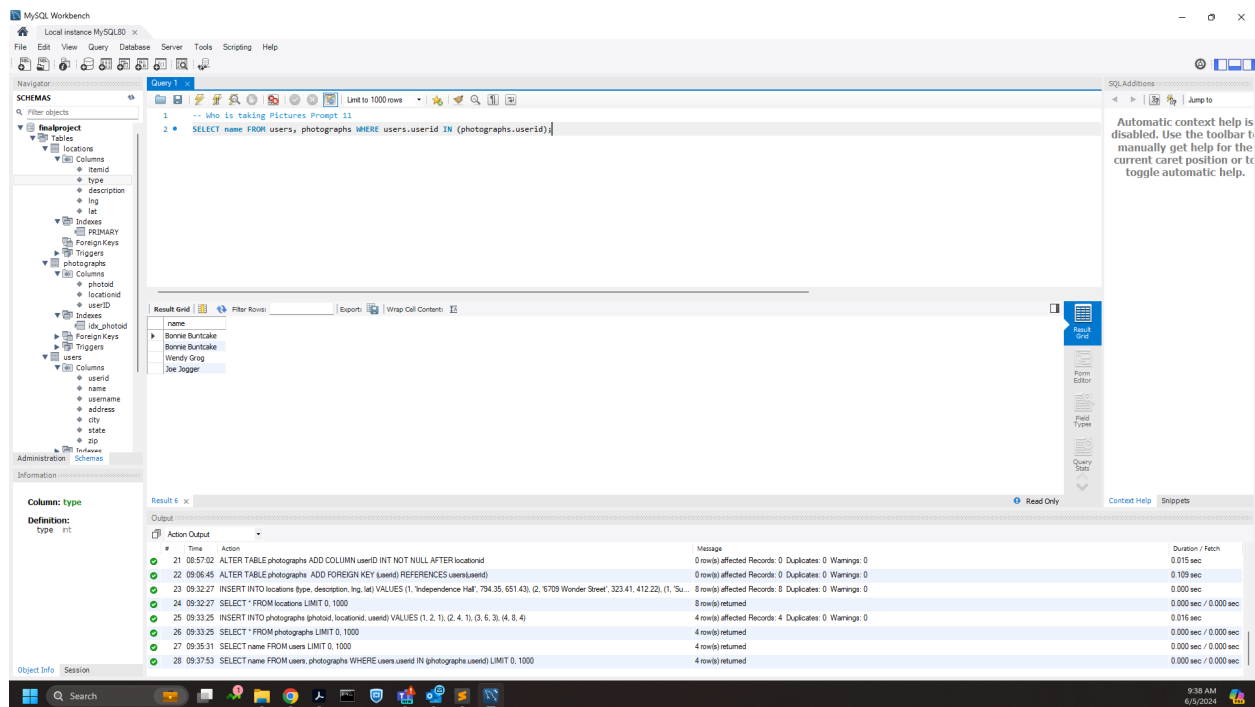 MySQL Workbench
Local instance MySQL80 ×
File Edit View Query Database Server Tools Scripting Help
Navigator
Query 1 ×
SQLAdditions
SCHEMAS
Filter objects
Limit to 1000 rows
Jump to
finalproject
Tables
locations
Columns
itemid
type
description
lng
lat
Indexes
PRIMARY
Foreign Keys
Triggers
photographs
Columns
photoid
locationid
userID
Indexes
idx_photoid
Foreign Keys
Triggers
users
Columns
userid
name
username
address
city
state
zip
Indexes
1 -- Who is taking Pictures Prompt 11
2 SELECT name FROM users, photographs WHERE users.userid IN (photographs.userid);
Automatic context help is
disabled. Use the toolbar to
manually get help for the
current caret position or to
toggle automatic help.
Result Grid Filter Rows: Export: Wrap Cell Content:
name
Bonnie Buntcake
Bonnie Buntcake
Wendy Grog
Joe Jogger
Result
Grid
Form
Editor
Field
Types
Query
Stats
Administration Schemas
Information
Column: type
Definition:
type int
Object Info Session
Result 6 ×
Read Only
Context Help Snippets
Output
Action Output
# Time Action Message Duration / Fetch
21 08:57:02 ALTER TABLE photographs ADD COLUMN userID INT NOT NULL AFTER locationid 0 row(s) affected Records: 0 Duplicates: 0 Warnings: 0 0.015 sec
22 09:06:45 ALTER TABLE photographs ADD FOREIGN KEY (userid) REFERENCES users(userid) 0 row(s) affected Records: 0 Duplicates: 0 Warnings: 0 0.109 sec
23 09:32:27 INSERT INTO locations (type, description, lng, lat) VALUES (1, 'Independence Hall', 794.35, 651.43), (2, '6709 Wonder Street', 323.41, 412.22), (1, 'Su... 8 row(s) affected Records: 8 Duplicates: 0 Warnings: 0 0.000 sec
24 09:32:27 SELECT * FROM locations LIMIT 0, 1000 8 row(s) returned 0.000 sec / 0.000 sec
25 09:33:25 INSERT INTO photographs (photoid, locationid, userid) VALUES (1, 2, 1), (2, 4, 1), (3, 6, 3), (4, 8, 4) 4 row(s) affected Records: 4 Duplicates: 0 Warnings: 0 0.016 sec
26 09:33:25 SELECT * FROM photographs LIMIT 0, 1000 4 row(s) returned 0.000 sec / 0.000 sec
27 09:35:31 SELECT name FROM users LIMIT 0, 1000 4 row(s) returned 0.000 sec / 0.000 sec
28 09:37:53 SELECT name FROM users, photographs WHERE users.userid IN (photographs.userid) LIMIT 0, 1000 4 row(s) returned 0.000 sec / 0.000 sec
Search
9:38 AM
6/5/2024